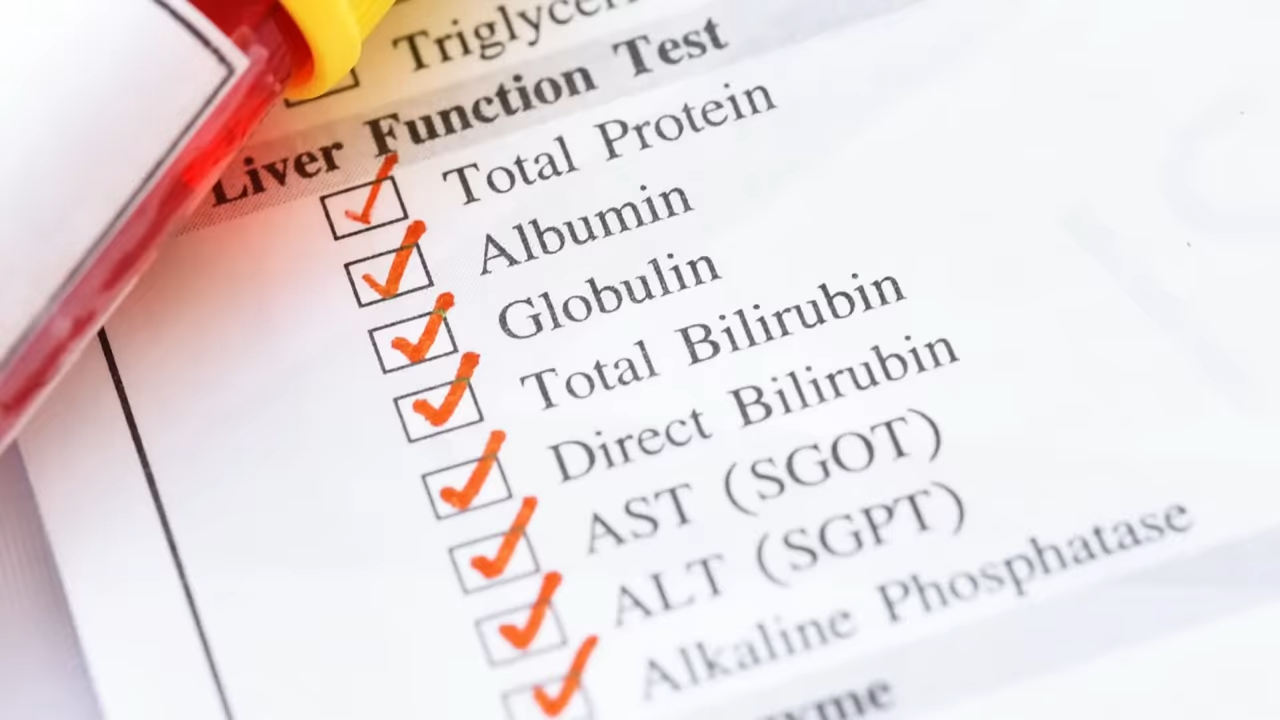 Liver Function Test
Total Protein
Albumin
Globulin
Total Bilirubin
Direct Bilirubin
AST (SGOT)
ALT (SGPT)
Alkaline Phosphatase